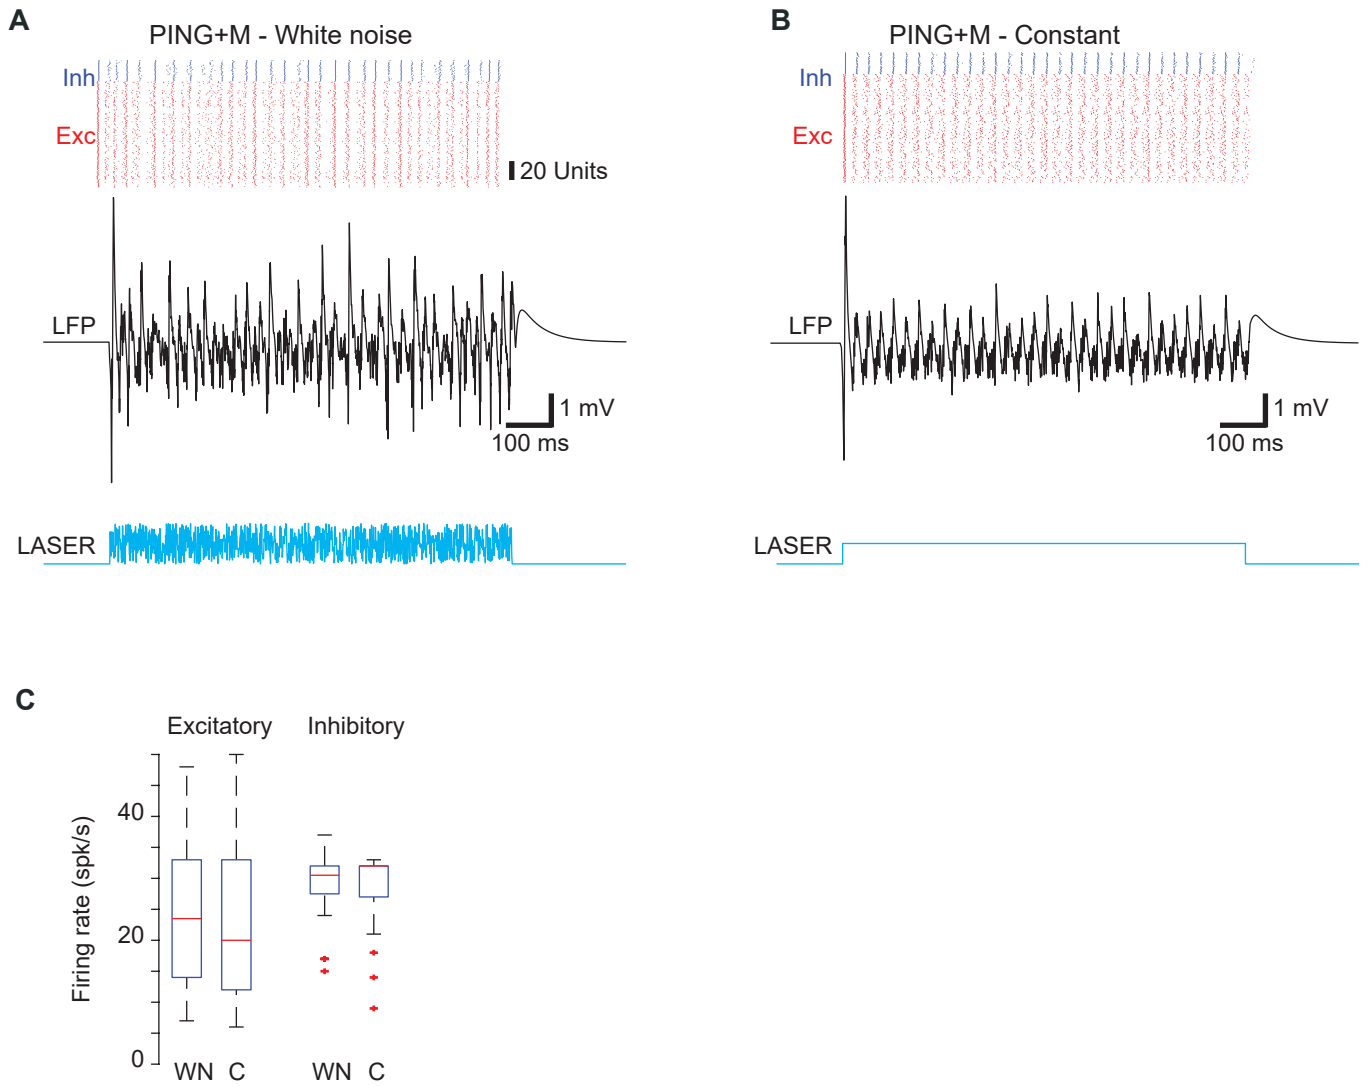 A
PING+M - White noise
Inh
Exc
20 Units
LFP
1 mV
100 ms
LASER
B
PING+M - Constant
Inh
Exc
LFP
1 mV
100 ms
LASER
C
Excitatory Inhibitory
Firing rate (spk/s)
40
20
0
WN C WN C